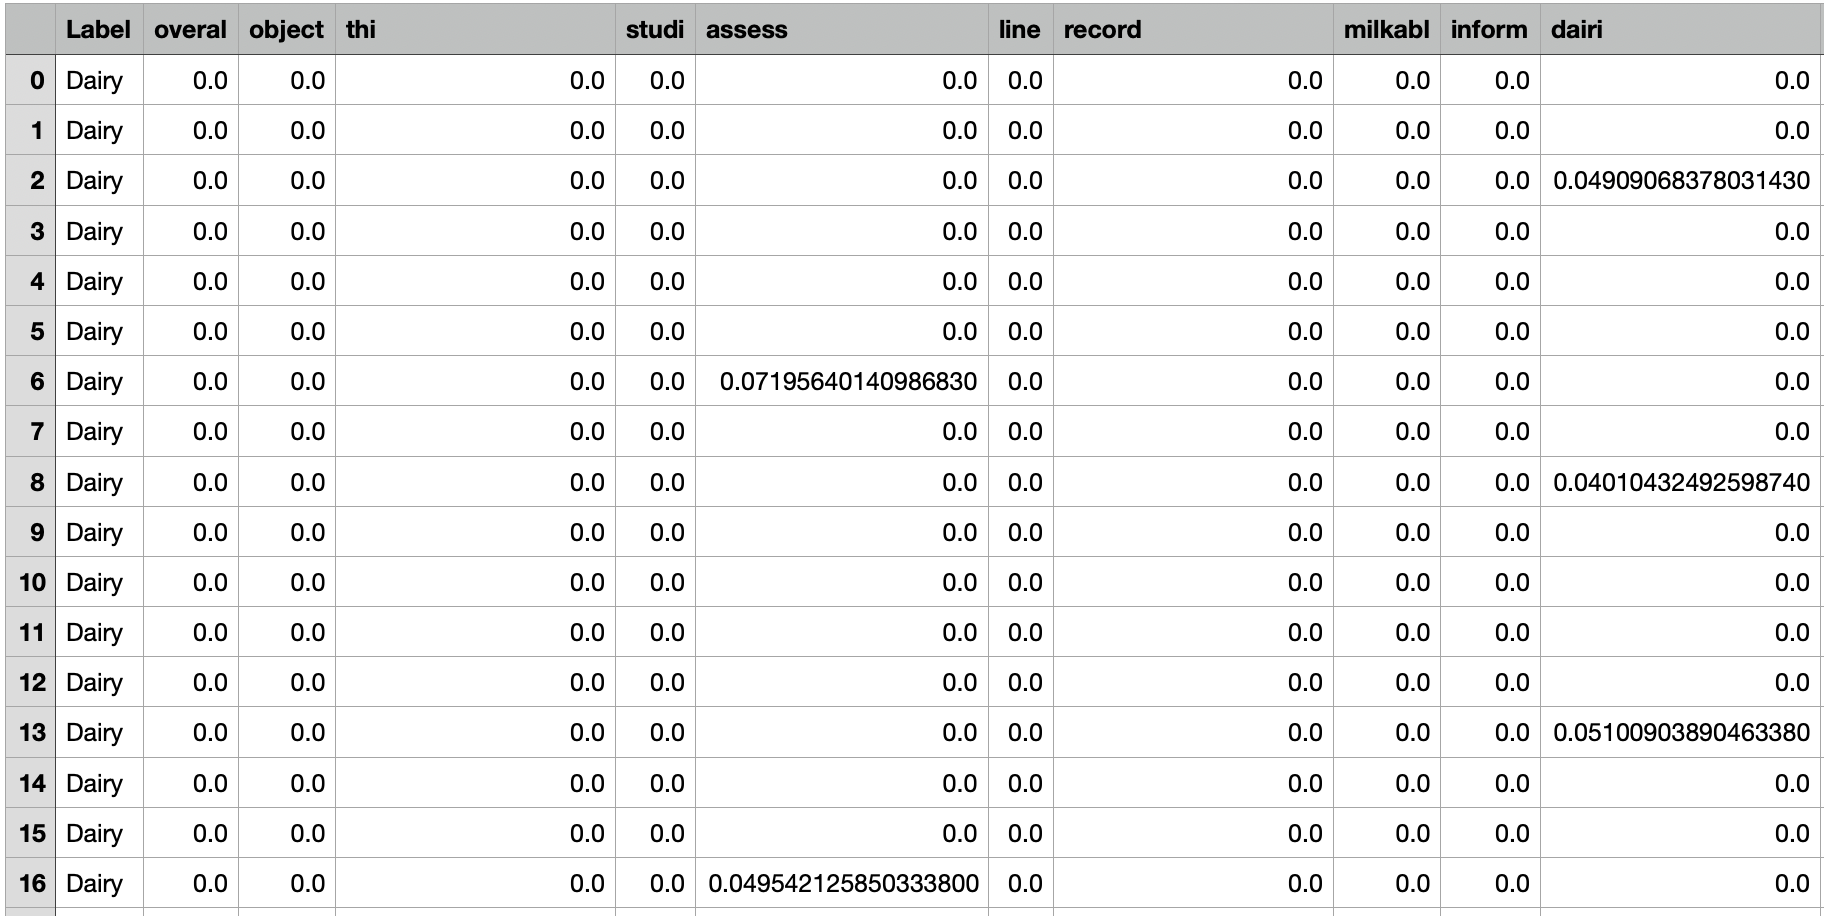 Label overal object thi studi assess line record milkabl inform dairi
0 Dairy 0.0 0.0 0.0 0.0 0.0 0.0 0.0 0.0 0.0 0.0
1 Dairy 0.0 0.0 0.0 0.0 0.0 0.0 0.0 0.0 0.0 0.0
2 Dairy 0.0 0.0 0.0 0.0 0.0 0.0 0.0 0.0 0.0 0.04909068378031430
3 Dairy 0.0 0.0 0.0 0.0 0.0 0.0 0.0 0.0 0.0 0.0
4 Dairy 0.0 0.0 0.0 0.0 0.0 0.0 0.0 0.0 0.0 0.0
5 Dairy 0.0 0.0 0.0 0.0 0.0 0.0 0.0 0.0 0.0 0.0
6 Dairy 0.0 0.0 0.0 0.0 0.07195640140986830 0.0 0.0 0.0 0.0 0.0
7 Dairy 0.0 0.0 0.0 0.0 0.0 0.0 0.0 0.0 0.0 0.0
8 Dairy 0.0 0.0 0.0 0.0 0.0 0.0 0.0 0.0 0.0 0.04010432492598740
9 Dairy 0.0 0.0 0.0 0.0 0.0 0.0 0.0 0.0 0.0 0.0
10 Dairy 0.0 0.0 0.0 0.0 0.0 0.0 0.0 0.0 0.0 0.0
11 Dairy 0.0 0.0 0.0 0.0 0.0 0.0 0.0 0.0 0.0 0.0
12 Dairy 0.0 0.0 0.0 0.0 0.0 0.0 0.0 0.0 0.0 0.0
13 Dairy 0.0 0.0 0.0 0.0 0.0 0.0 0.0 0.0 0.0 0.05100903890463380
14 Dairy 0.0 0.0 0.0 0.0 0.0 0.0 0.0 0.0 0.0 0.0
15 Dairy 0.0 0.0 0.0 0.0 0.0 0.0 0.0 0.0 0.0 0.0
16 Dairy 0.0 0.0 0.0 0.0 0.049542125850333800 0.0 0.0 0.0 0.0 0.0